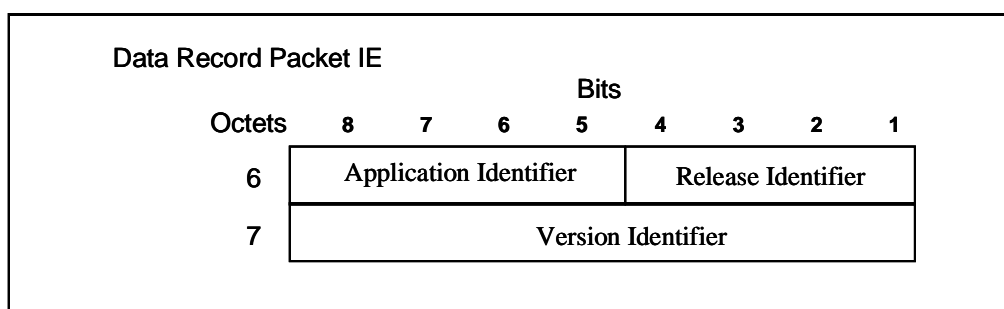 Data Record Packet IE
Bits
Octets 8 7 6 5 4 3 2 1
6 Application Identifier Release Identifier
7 Version Identifier